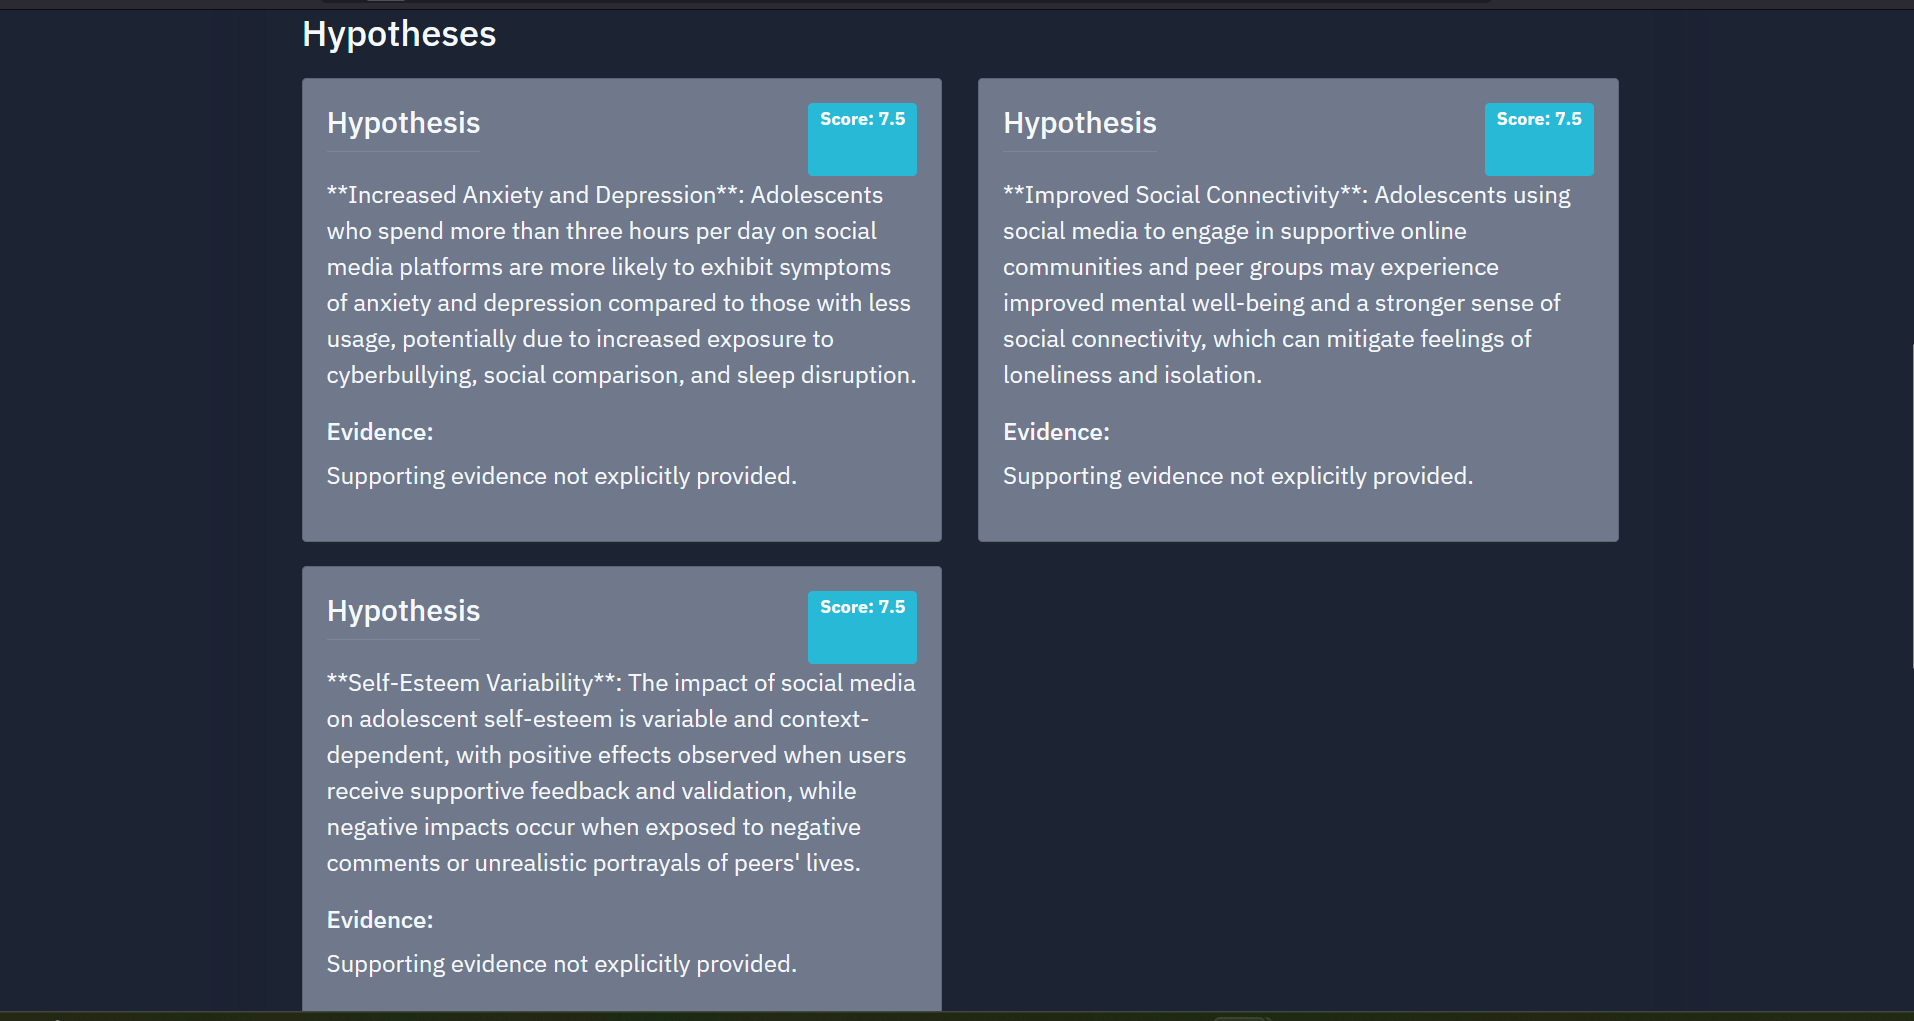 Hypotheses
Hypothesis
Score: 7.5
**Increased Anxiety and Depression**: Adolescents
who spend more than three hours per day on social
media platforms are more likely to exhibit symptoms
of anxiety and depression compared to those with less
usage, potentially due to increased exposure to
cyberbullying, social comparison, and sleep disruption.
Evidence:
Supporting evidence not explicitly provided.
Hypothesis
Score: 7.5
**Improved Social Connectivity**: Adolescents using
social media to engage in supportive online
communities and peer groups may experience
improved mental well-being and a stronger sense of
social connectivity, which can mitigate feelings of
loneliness and isolation.
Evidence:
Supporting evidence not explicitly provided.
Hypothesis
Score: 7.5
**Self-Esteem Variability**: The impact of social media
on adolescent self-esteem is variable and context-
dependent, with positive effects observed when users
receive supportive feedback and validation, while
negative impacts occur when exposed to negative
comments or unrealistic portrayals of peers' lives.
Evidence:
Supporting evidence not explicitly provided.